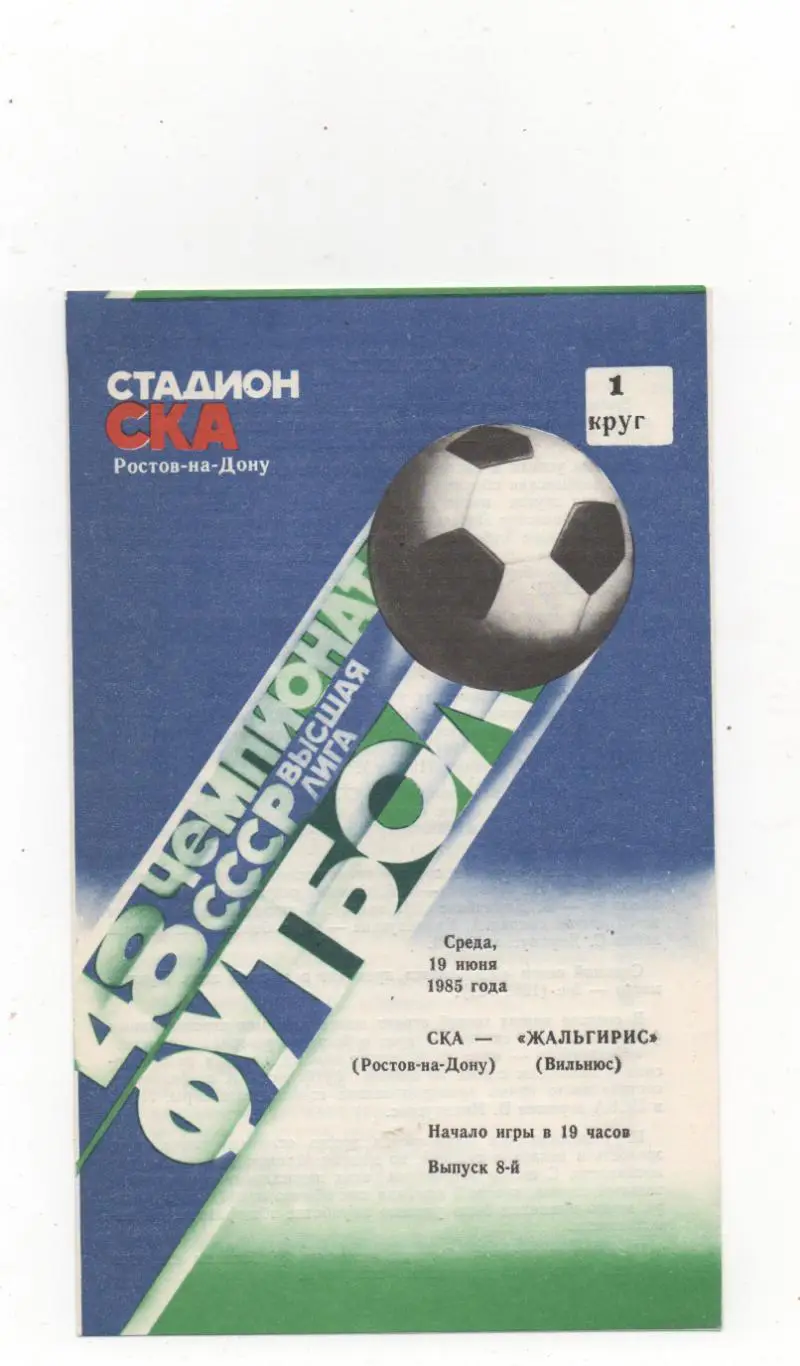 СТАДИОН
СКА
Ростов-на-Дону
1
круг
48 ЧЕМПИОНАТ
СССР ВЫСШАЯ
ЛИГА
ФУТБОЛ
Среда,
19 июня
1985 года
СКА — «ЖАЛЬГИРИС»
(Ростов-на-Дону) (Вильнюс)
Начало игры в 19 часов
Выпуск 8-й